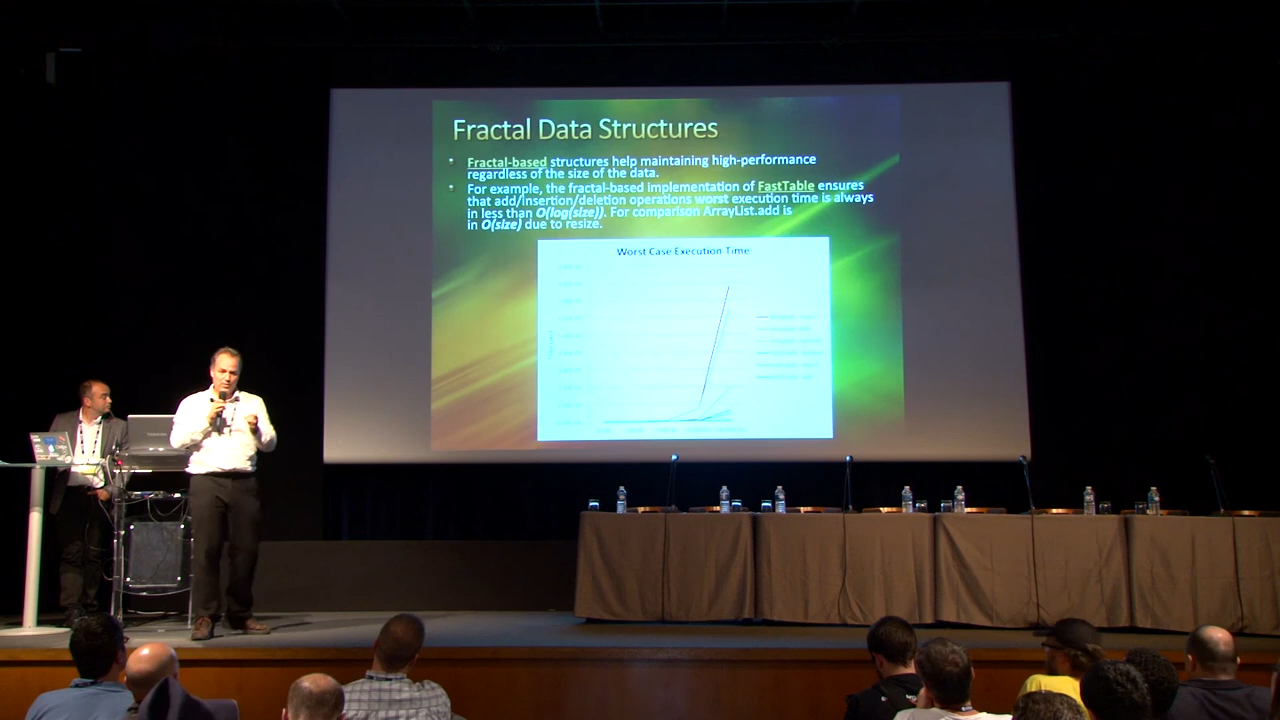 Fractal Data Structures
Fractal-based structures help maintaining high-performance
regardless of the size of the data.
For example, the fractal-based implementation of FastTable ensures
that add/insertion/deletion operations worst execution time is always
in less than O(log(size)). For comparison ArrayList.add is
in O(size) due to resize.
Worst Case Execution Time
TOSHIBA